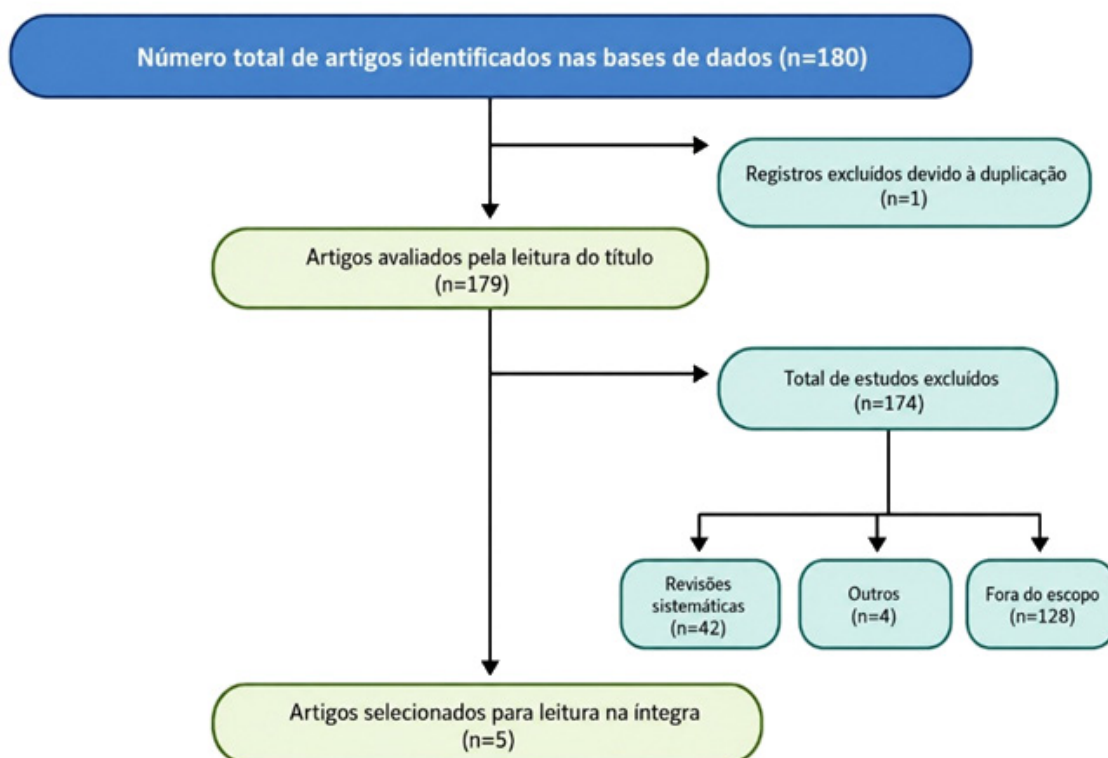 Número total de artigos identificados nas bases de dados (n=180)
Registros excluídos devido à duplicação
(n=1)
Artigos avaliados pela leitura do título
(n=179)
Total de estudos excluídos
(n=174)
Revisões
sistemáticas
(n=42)
Outros
(n=4)
Fora do escopo
(n=128)
Artigos selecionados para leitura na íntegra
(n=5)